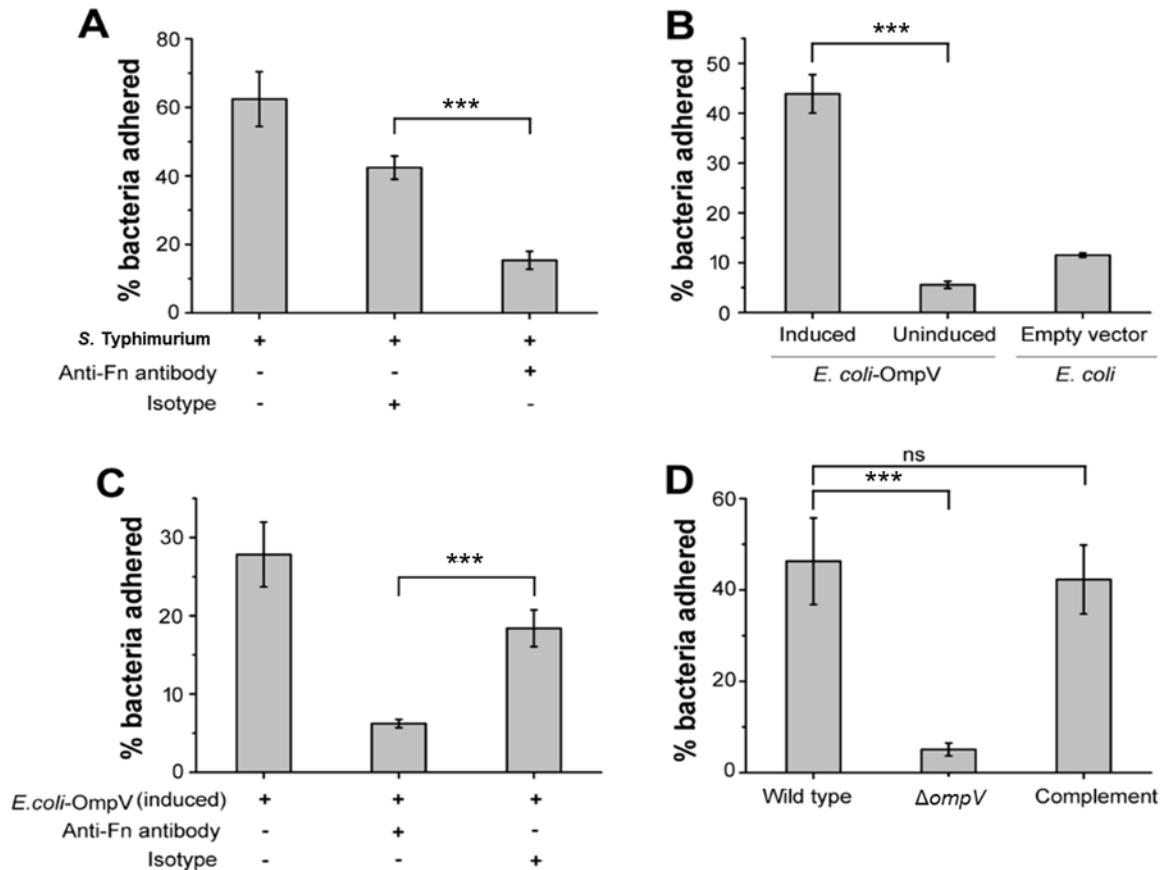 A
% bacteria adhered
80
60
40
20
0
***
S. Typhimurium + + +
Anti-Fn antibody - - +
Isotype - + -
B
% bacteria adhered
50
40
30
20
10
0
***
Induced Uninduced Empty vector
E. coli-OmpV E. coli
C
% bacteria adhered
30
20
10
0
***
E.coli-OmpV (induced) + + +
Anti-Fn antibody - + -
Isotype - - +
D
% bacteria adhered
60
40
20
0
ns
***
Wild type ΔompV Complement